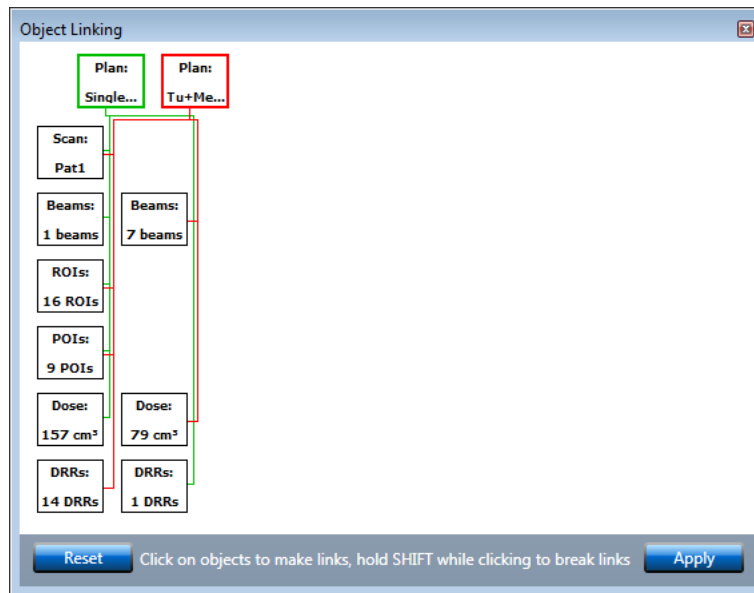 Object Linking
Plan:
Single...
Plan:
Tu+Me...
Scan:
Pat1
Beams:
1 beams
Beams:
7 beams
ROIs:
16 ROIs
POIs:
9 POIs
Dose:
157 cm³
Dose:
79 cm³
DRRs:
14 DRRs
DRRs:
1 DRRs
Reset
Click on objects to make links, hold SHIFT while clicking to break links
Apply